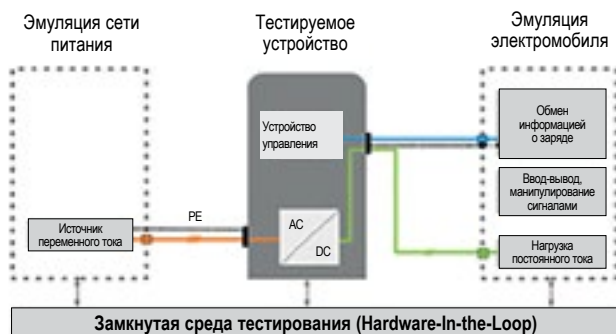 Эмуляция сети
питания
Тестируемое
устройство
Эмуляция
электромобиля
Устройство
управления
Обмен
информацией
о заряде
Ввод-вывод,
манипулирование
сигналами
Источник
переменного тока
PE
AC
DC
Нагрузка
постоянного тока
Замкнутая среда тестирования (Hardware-In-the-Loop)